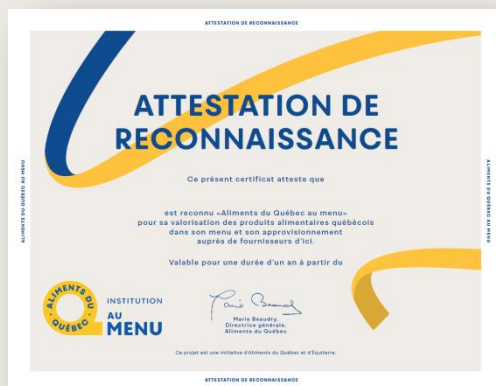 ATTESTATION DE RECONNAISSANCE
ATTESTATION DE
RECONNAISSANCE
Ce présent certificat atteste que
est reconnu «Aliments du Québec au menu»
pour sa valorisation des produits alimentaires québécois
dans son menu et son approvisionnement
auprès de fournisseurs d'ici.
Valable pour une durée d'un an à partir du
ALIMENTS DU QUÉBEC AU MENU
ALIMENTS DU QUÉBEC AU MENU
ALIMENTS DU
QUÉBEC
INSTITUTION
AU
MENU
Marie Beaudry
Marie Beaudry,
Directrice générale,
Aliments du Québec
Ce projet est une initiative d'Aliments du Québec et d'Équiterre.
ATTESTATION DE RECONNAISSANCE